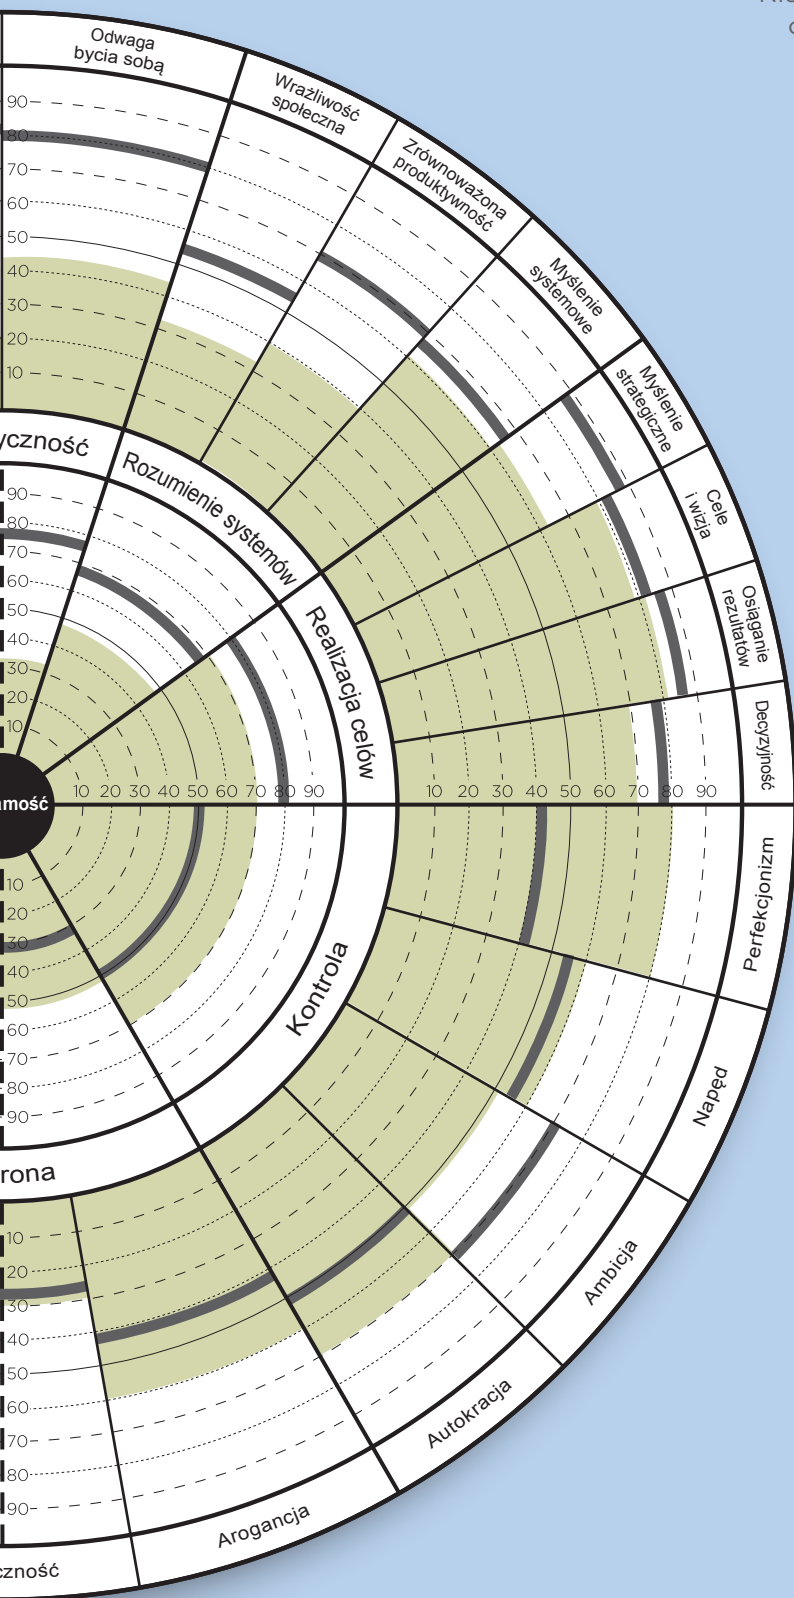 Odwaga
bycia sobą
Wrażliwość
społeczna
Zrównoważona
produktywność
Myślenie
systemowe
Myślenie
strategiczne
Cele
i wizja
Osiąganie
rezultatów
Decyzyjność
90
80
70
60
50
40
30
20
10
yczność
Rozumienie systemów
Realizacja celów
90
80
70
60
50
40
30
20
10
amość
10 20 30 40 50 60 70 80 90
10 20 30 40 50 60 70 80 90
10
20
30
40
50
60
70
80
90
Kontrola
rona
Perfekcjonizm
Napęd
Ambicja
Autokracja
Arogancja
czność
10
20
30
40
50
60
70
80
90